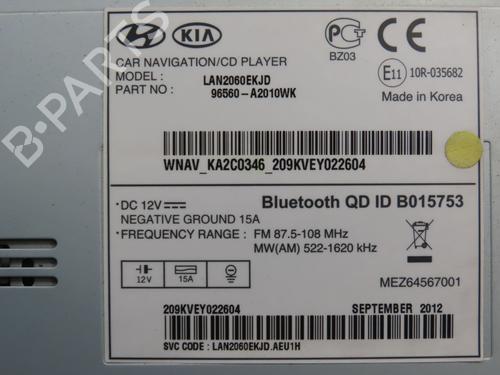 HYUNDAI KIA
PG
BZ03
E11 10R-035682
CAR NAVIGATION/CD PLAYER
MODEL : LAN2060EKJD
PART NO : 96560-A2010WK
Made in Korea
WNAV_KA2C0346_209KVEY022604
•DC 12V
NEGATIVE GROUND 15A
•FREQUENCY RANGE : FM 87.5-108 MHz
MW(AM) 522-1620 kHz
Bluetooth QD ID B015753
12V 15A
MEZ64567001
209KVEY022604
SEPTEMBER 2012
SVC CODE : LAN2060EKJD.AEU1H
B-PARTS